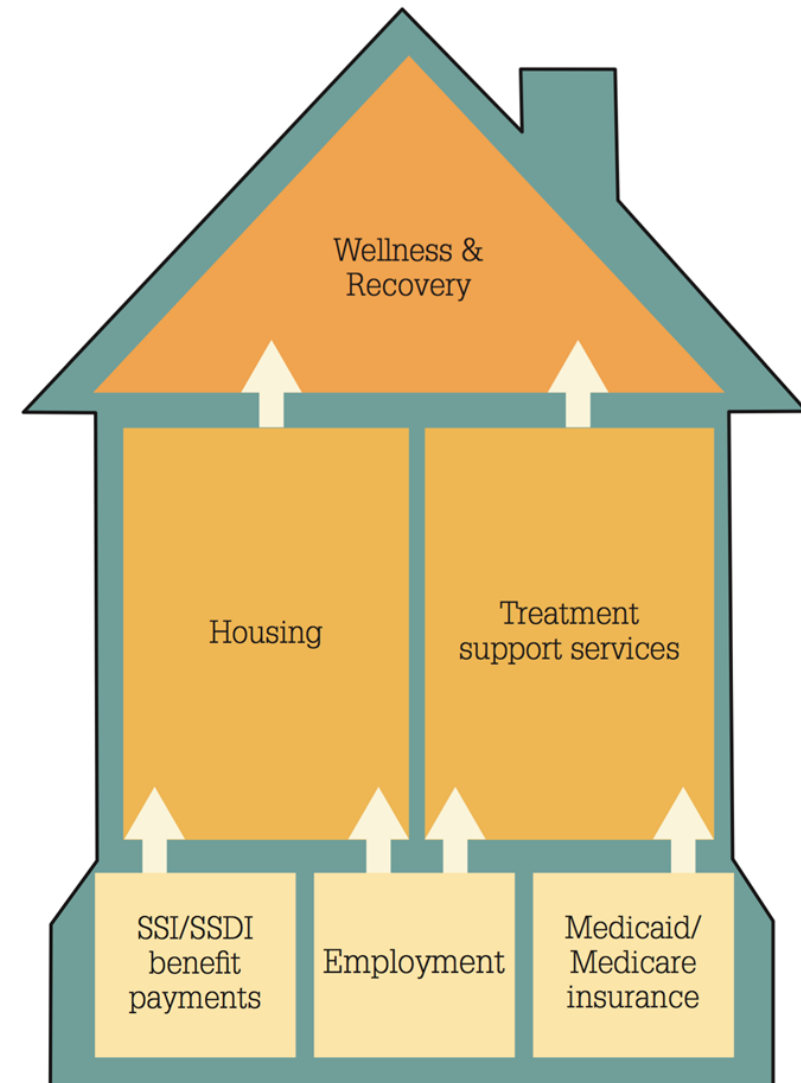 Wellness &
Recovery
Housing
Treatment
support services
SSI/SSDI
benefit
payments
Employment
Medicaid/
Medicare
insurance